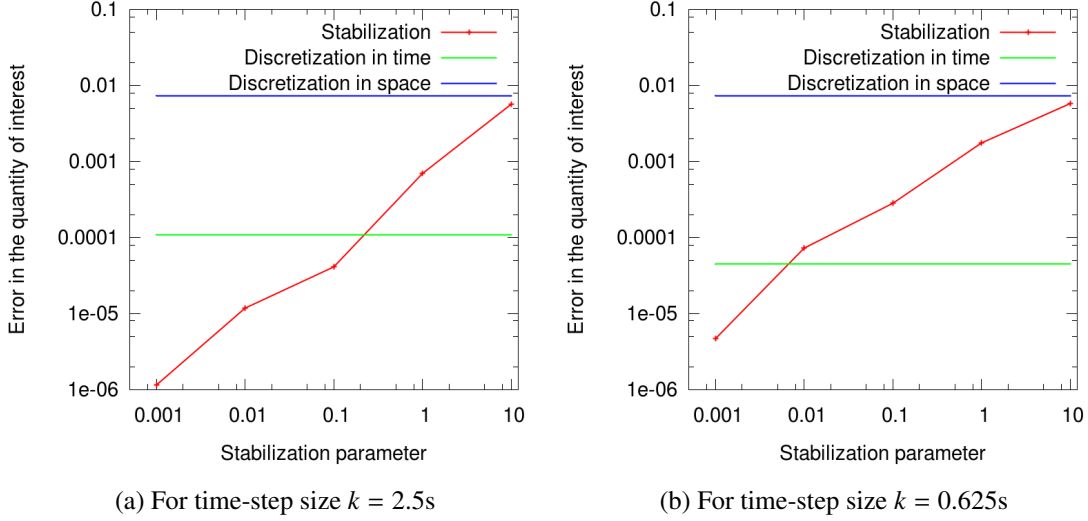 0.1
0.01
0.001
0.0001
1e-05
1e-06
Error in the quantity of interest
Stabilization
Discretization in time
Discretization in space
0.001 0.01 0.1 1 10
Stabilization parameter
(a) For time-step size k = 2.5s
0.1
0.01
0.001
0.0001
1e-05
1e-06
Error in the quantity of interest
Stabilization
Discretization in time
Discretization in space
0.001 0.01 0.1 1 10
Stabilization parameter
(b) For time-step size k = 0.625s